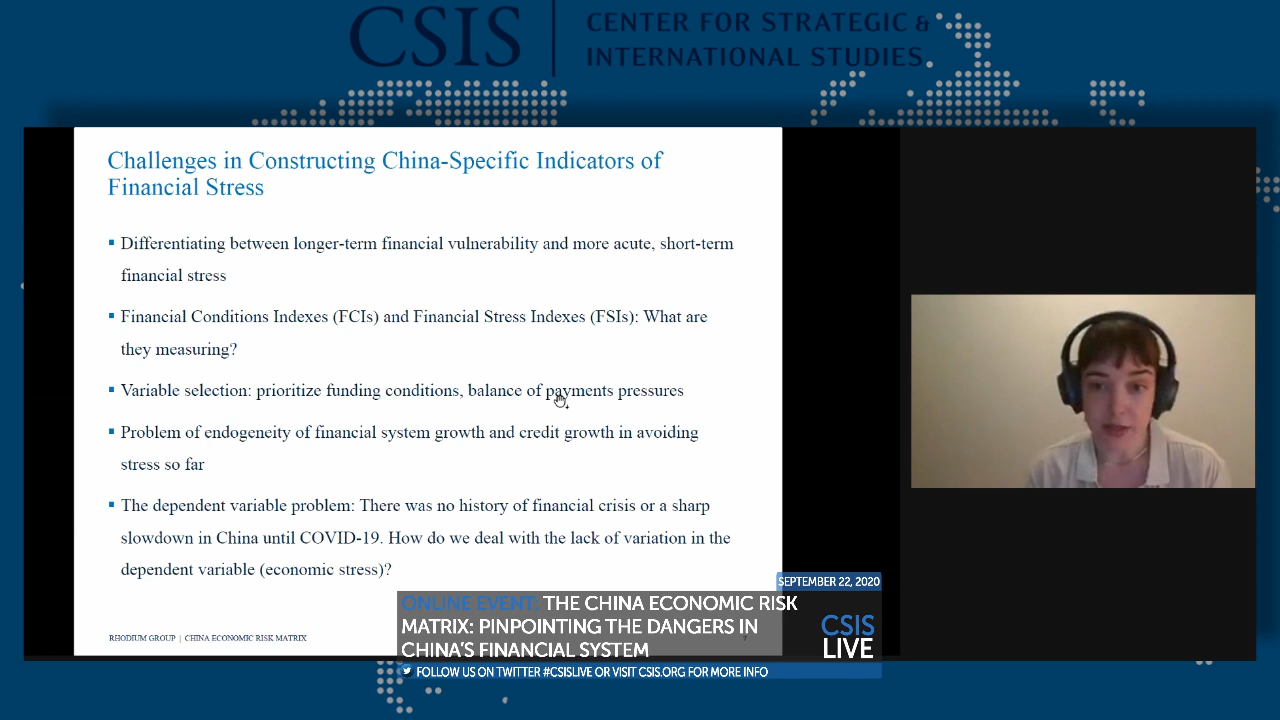 CSIS
CENTER FOR STRATEGIC &
INTERNATIONAL STUDIES
Challenges in Constructing China-Specific Indicators of
Financial Stress
Differentiating between longer-term financial vulnerability and more acute, short-term
financial stress
Financial Conditions Indexes (FCIs) and Financial Stress Indexes (FSIs): What are
they measuring?
Variable selection: prioritize funding conditions, balance of payments pressures
Problem of endogeneity of financial system growth and credit growth in avoiding
stress so far
The dependent variable problem: There was no history of financial crisis or a sharp
slowdown in China until COVID-19. How do we deal with the lack of variation in the
dependent variable (economic stress)?
RHODIUM GROUP | CHINA ECONOMIC RISK MATRIX
7
SEPTEMBER 22, 2020
ONLINE EVENT: THE CHINA ECONOMIC RISK
MATRIX: PINPOINTING THE DANGERS IN
CHINA'S FINANCIAL SYSTEM
CSIS
LIVE
FOLLOW US ON TWITTER #CSISLIVE OR VISIT CSIS.ORG FOR MORE INFO